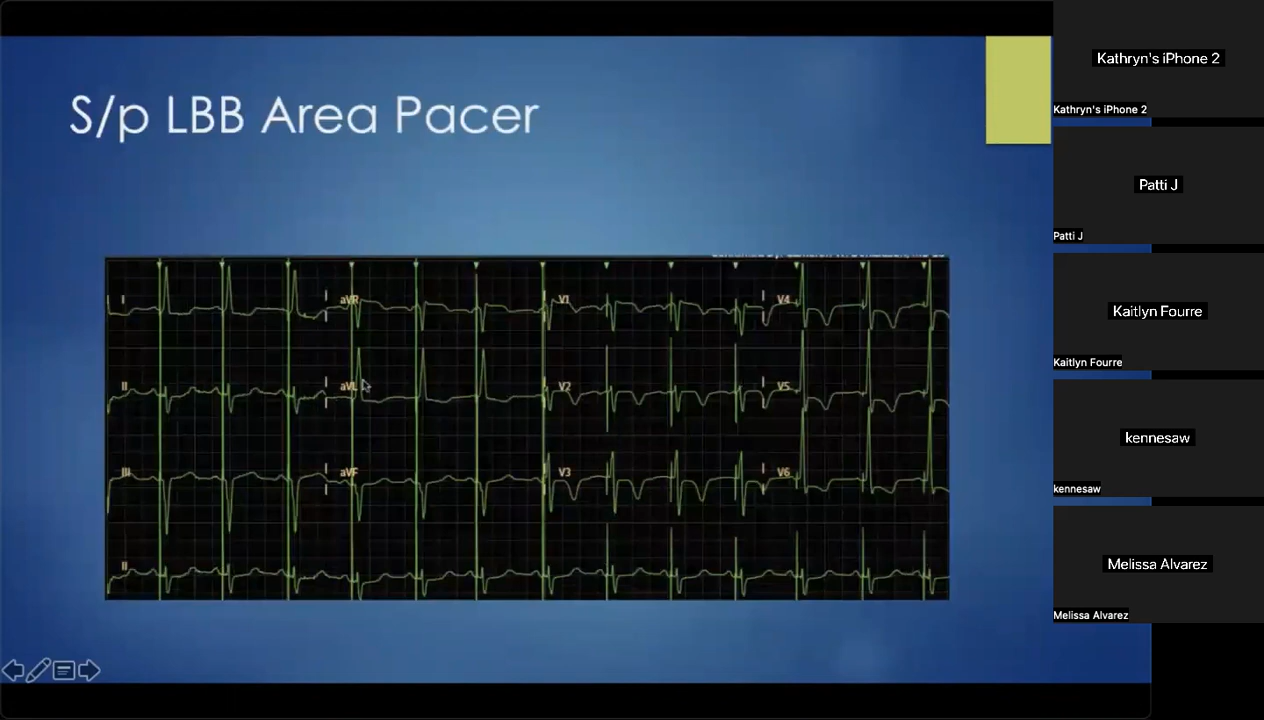 S/p LBB Area Pacer
I
aVR
V1
V4
II
aVL
V2
V5
III
aVF
V3
V6
II
Kathryn's iPhone 2
Kathryn's iPhone 2
Patti J
Patti J
Kaitlyn Fourre
Kaitlyn Fourre
kennesaw
kennesaw
Melissa Alvarez
Melissa Alvarez